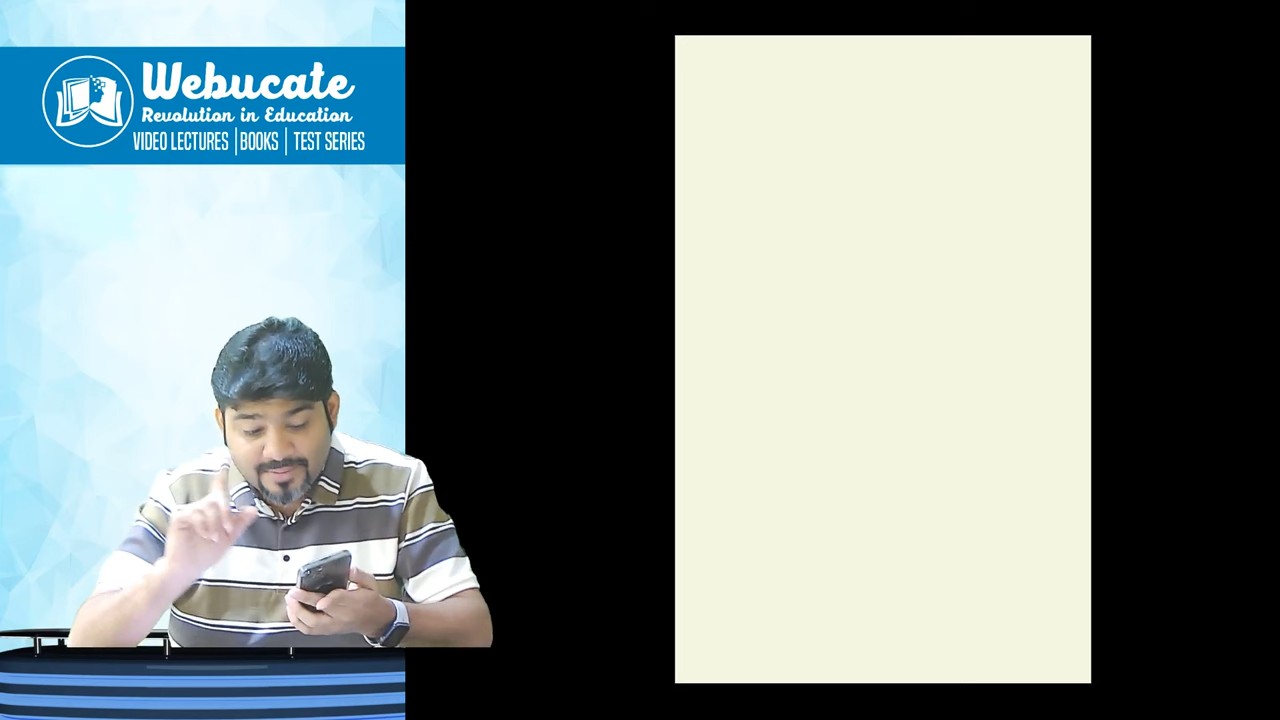 Webucate
Revolution in Education
VIDEO LECTURES | BOOKS | TEST SERIES